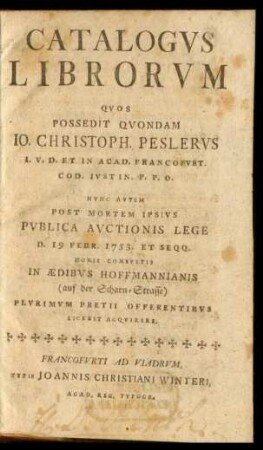 CATALOGVS
LIBRORVM
QVOS
POSSEDIT QVONDAM
IO. CHRISTOPH. PESLERVS
I. V. D. ET IN ACAD. FRANCOFVRT.
COD. IVSTIN. P. P. O.
NVNC AVTEM
POST MORTEM IPSIVS
PVBLICA AVCTIONIS LEGE
D. 19 FEBR. 1753. ET SEQQ.
HORIS CONSVETIS
IN ÆDIBVS HOFFMANNIANIS
(auf der Scharn-Strasse)
PLVRIMVM PRETII OFFERENTIBVS
LICEBIT ACQVIRERE.
FRANCOFVRTI AD VIADRVM,
TYPIS JOANNIS CHRISTIANI WINTERI,
ACAD. REG. TYPOGR.